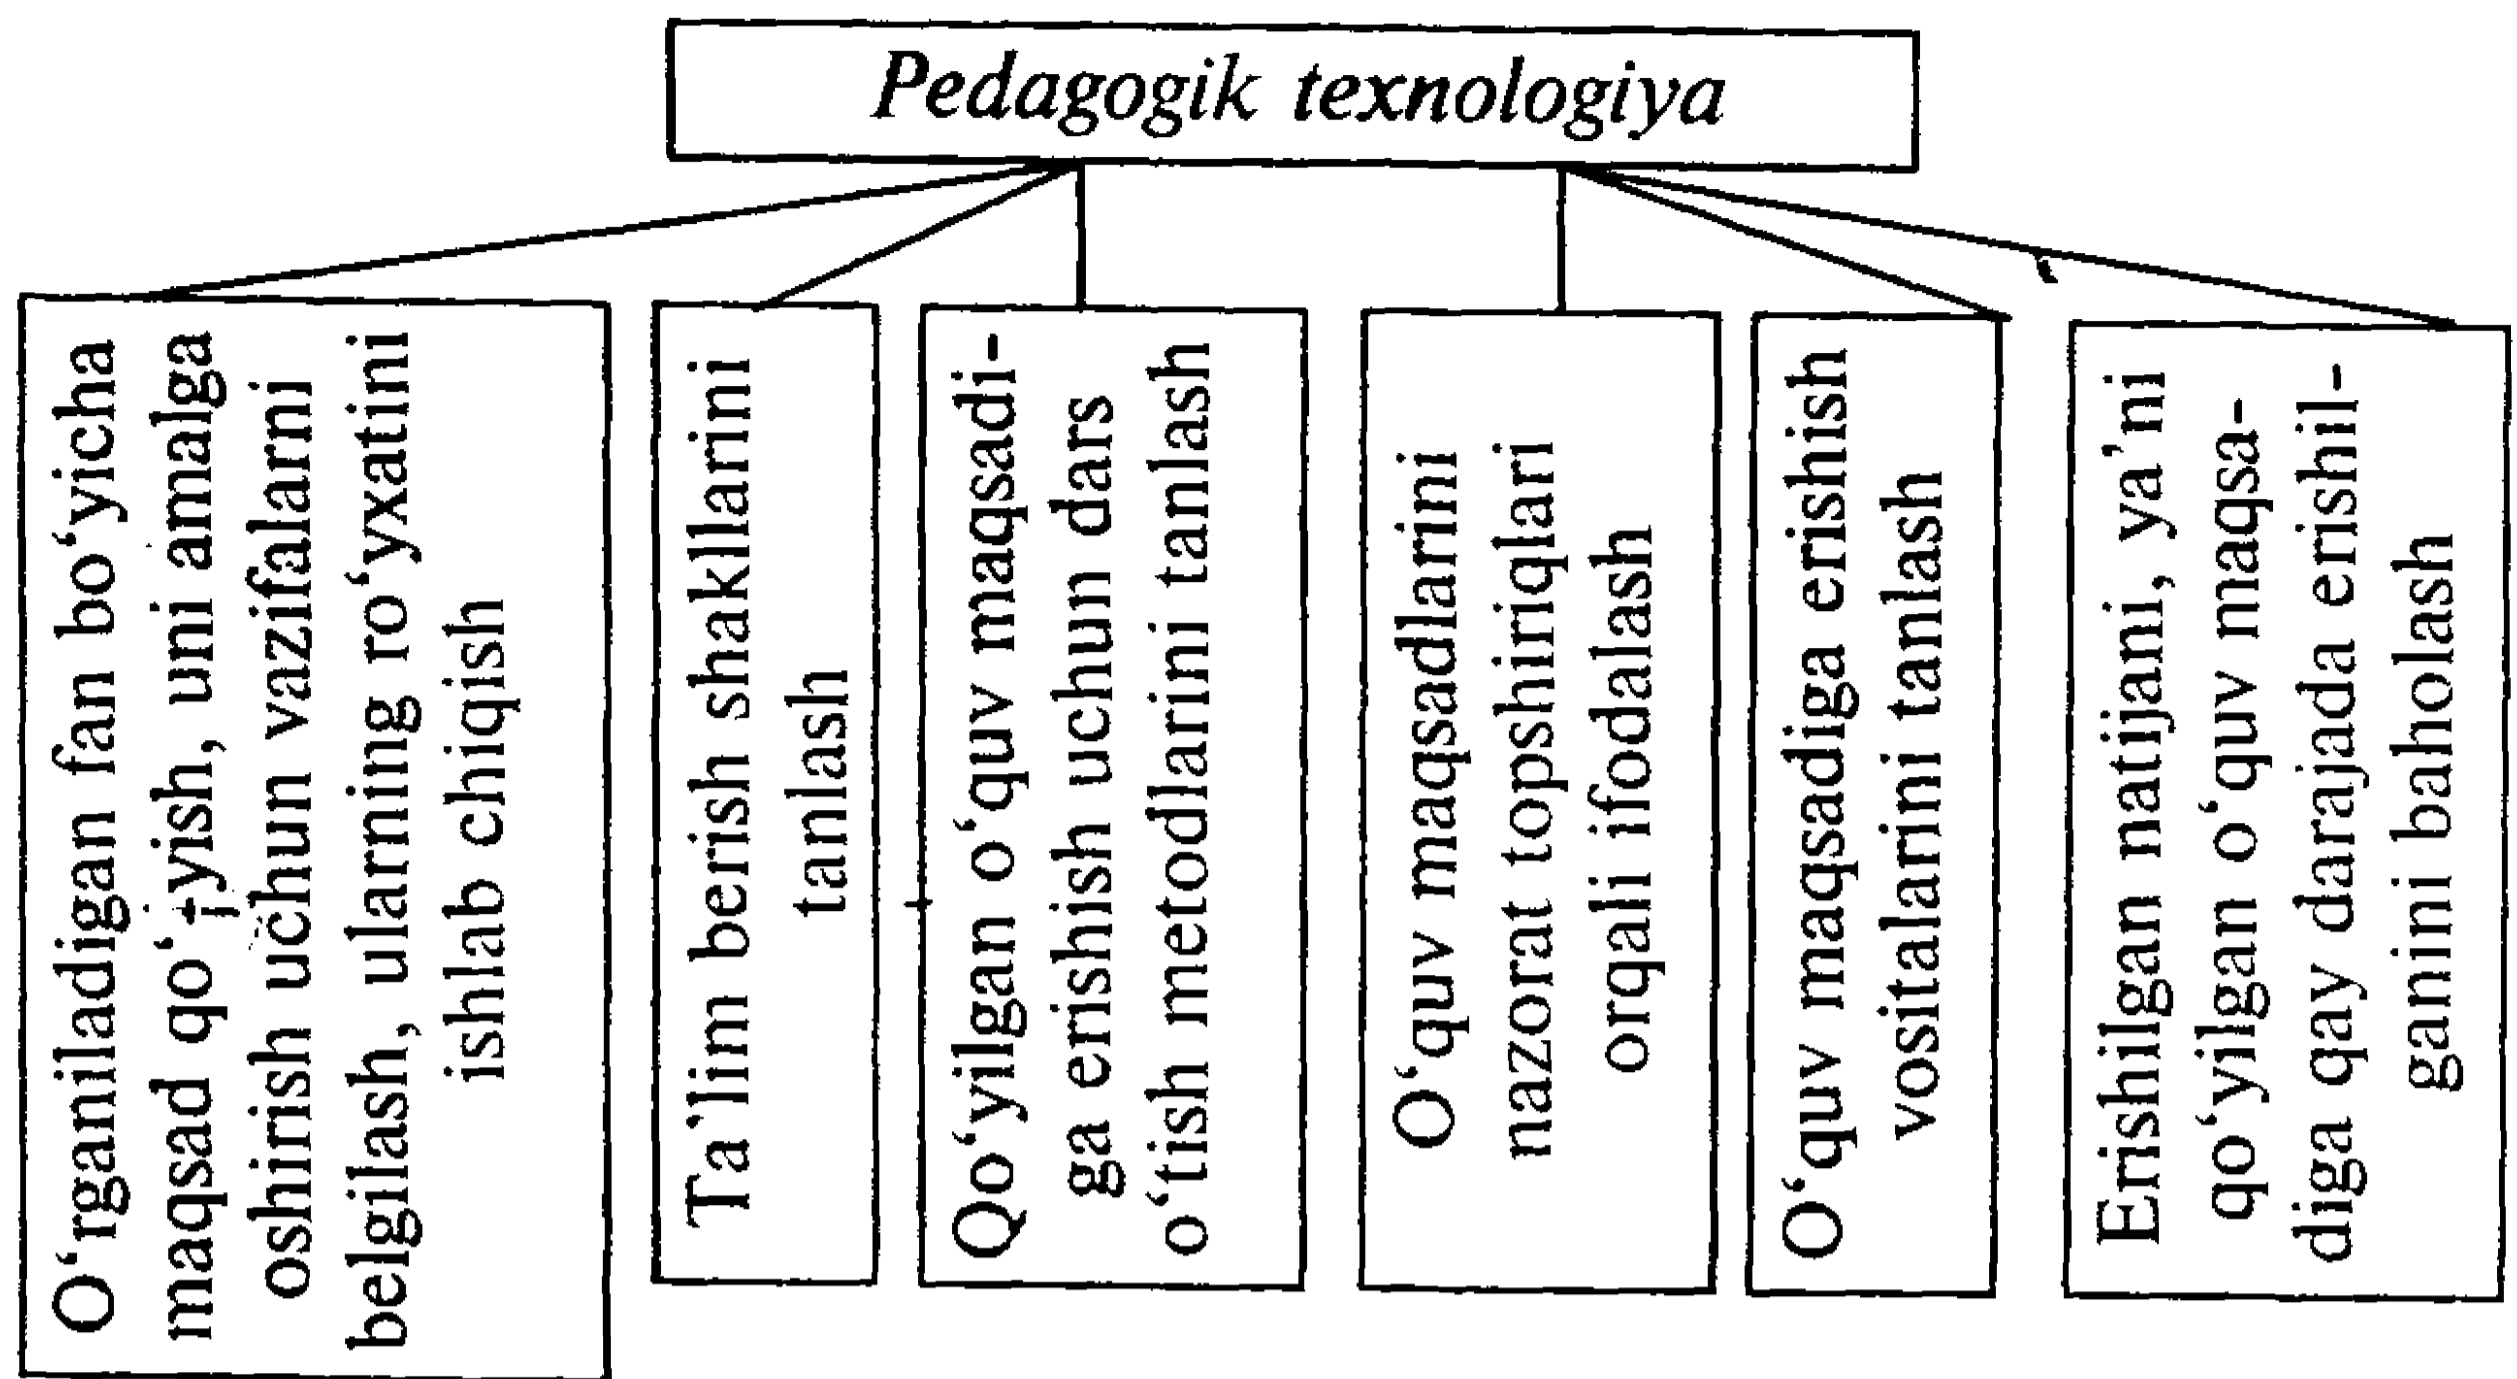 Pedagogik texnologiya
O‘rganiladigan fan bo‘yicha
maqsad qo‘yish, uni amalga
oshirish uchun vazifalarni
belgilash, ularning ro‘yxatini
ishlab chiqish
Ta'lim berish shakllarini
tanlash
Qo‘yilgan o‘quv maqsadi-
ga erishish uchun dars
o‘tish metodlarini tanlash
O‘quv maqsadlarini
nazorat topshiriqlari
orqali ifodalash
O‘quv maqsadiga erishish
vositalarini tanlash
Erishilgan natijani, ya'ni
qo‘yilgan o‘quv maqsa-
diga qay darajada erishil-
ganini baholash